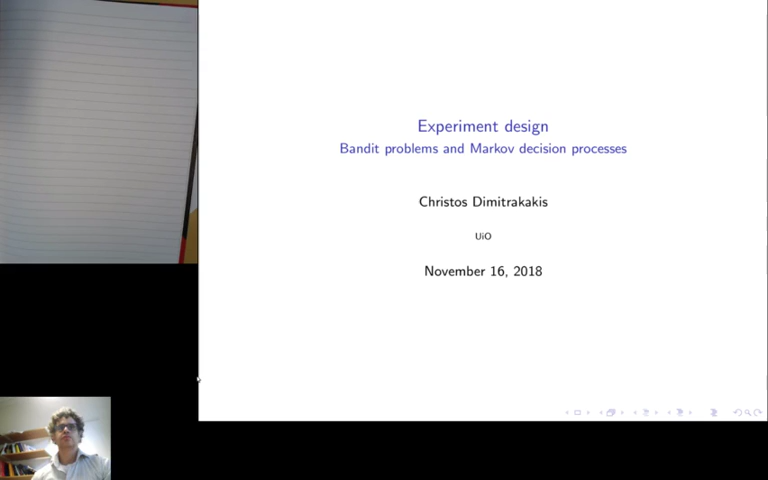 Experiment design
Bandit problems and Markov decision processes
Christos Dimitrakakis
UiO
November 16, 2018